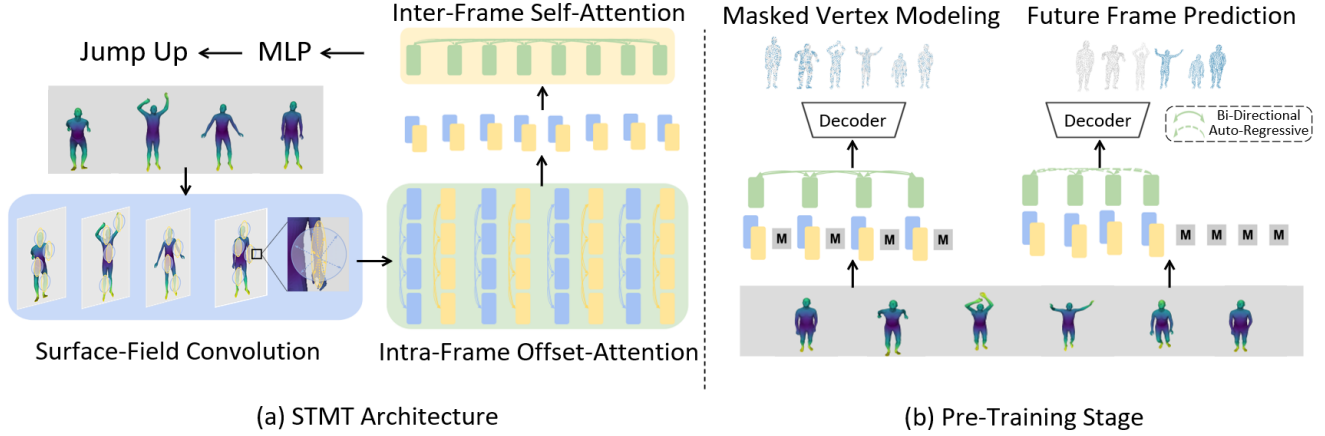 Inter-Frame Self-Attention
Jump Up
MLP
Surface-Field Convolution
Intra-Frame Offset-Attention
(a) STMT Architecture
Masked Vertex Modeling
Future Frame Prediction
Decoder
Decoder
Bi-Directional
Auto-Regressive
M M M M
M M M M
(b) Pre-Training Stage